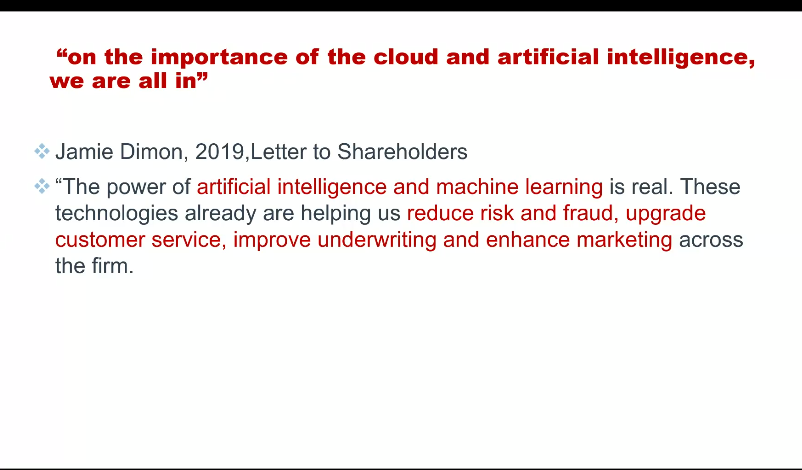 “on the importance of the cloud and artificial intelligence,
we are all in”
Jamie Dimon, 2019,Letter to Shareholders
“The power of artificial intelligence and machine learning is real. These
technologies already are helping us reduce risk and fraud, upgrade
customer service, improve underwriting and enhance marketing across
the firm.